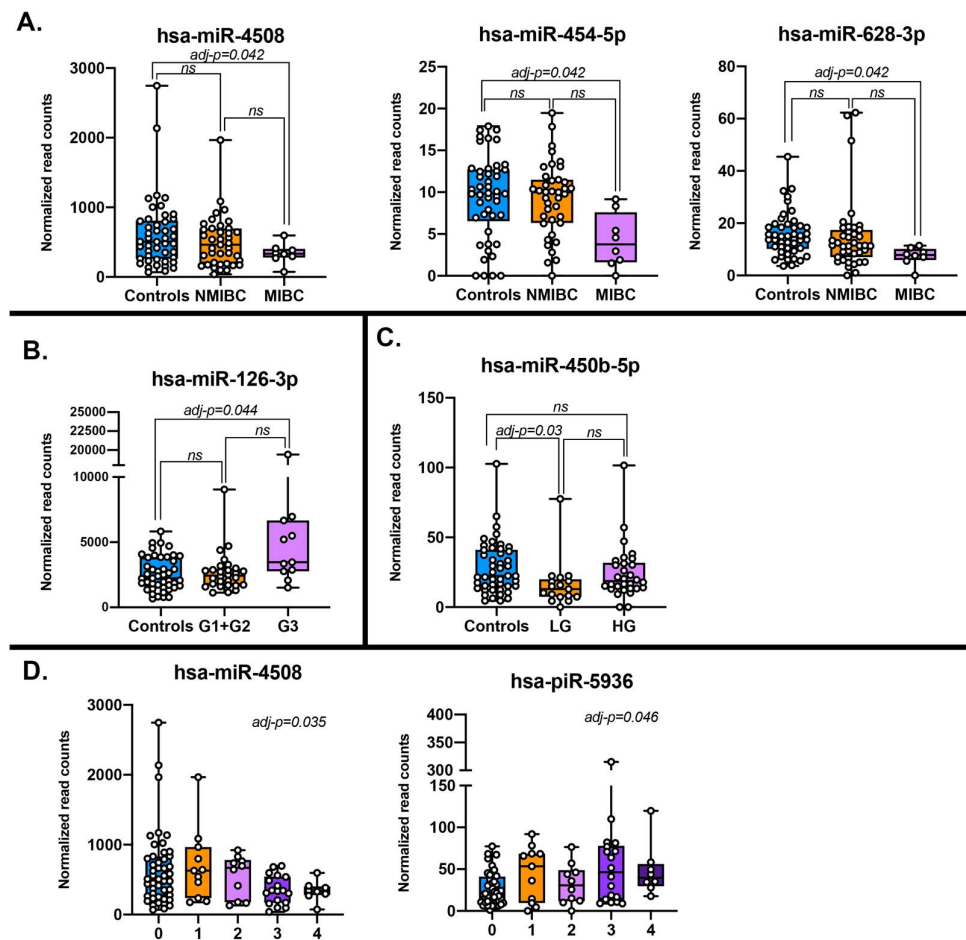 A.
hsa-miR-4508
adj-p=0.042
ns
ns
Normalized read counts
3000
2000
1000
0
Controls NMIBC MIBC
hsa-miR-454-5p
adj-p=0.042
ns ns
Normalized read counts
25
20
15
10
5
0
Controls NMIBC MIBC
hsa-miR-628-3p
adj-p=0.042
ns ns
Normalized read counts
80
60
40
20
0
Controls NMIBC MIBC
B.
hsa-miR-126-3p
adj-p=0.044
ns
ns
Normalized read counts
25000
20000
15000
10000
5000
0
Controls G1+G2 G3
C.
hsa-miR-450b-5p
ns
adj-p=0.03 ns
Normalized read counts
150
100
50
0
Controls LG HG
D.
hsa-miR-4508
adj-p=0.035
Normalized read counts
3000
2000
1000
0
0 1 2 3 4
hsa-piR-5936
adj-p=0.046
Normalized read counts
400
350
300
150
100
50
0
0 1 2 3 4